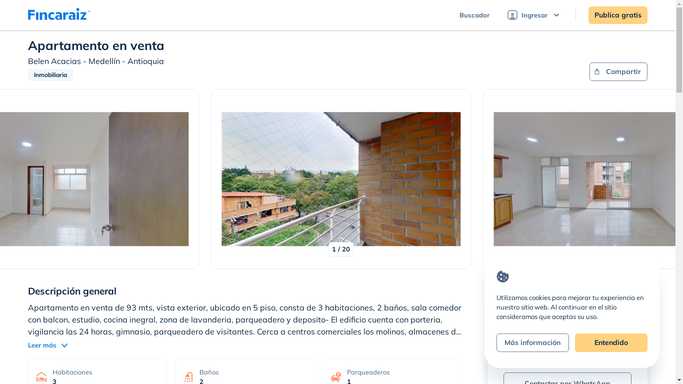 Fincaraiz
Buscador
Ingresar
Publica gratis
Apartamento en venta
Belen Acacias - Medellín - Antioquia
Inmobiliaria
Compartir
1 / 20
Descripción general
Apartamento en venta de 93 mts, vista exterior, ubicado en 5 piso, consta de 3 habitaciones, 2 baños, sala comedor
con balcon, estudio, cocina inegral, zona de lavanderia, parqueadero y deposito- El edificio cuenta con porteria,
vigilancia las 24 horas, gimnasio, parqueadero de visitantes. Cerca a centros comerciales los molinos, almacenes d...
Leer más
Habitaciones
3
Baños
2
Parqueaderos
1
Utilizamos cookies para mejorar tu experiencia en
nuestro sitio web. Al continuar en el sitio
consideramos que aceptas su uso.
Más información
Entendido
Contactar por WhatsApp